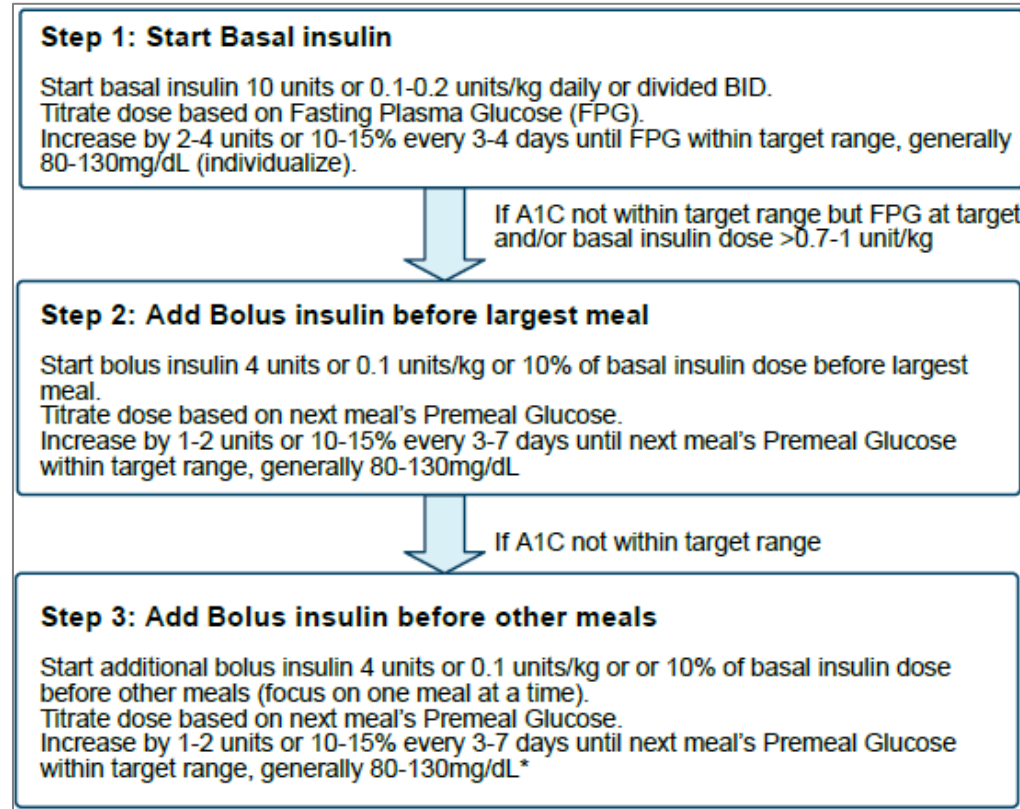 Step 1: Start Basal insulin
Start basal insulin 10 units or 0.1-0.2 units/kg daily or divided BID.
Titrate dose based on Fasting Plasma Glucose (FPG).
Increase by 2-4 units or 10-15% every 3-4 days until FPG within target range, generally
80-130mg/dL (individualize).
If A1C not within target range but FPG at target
and/or basal insulin dose >0.7-1 unit/kg
Step 2: Add Bolus insulin before largest meal
Start bolus insulin 4 units or 0.1 units/kg or 10% of basal insulin dose before largest
meal.
Titrate dose based on next meal's Premeal Glucose.
Increase by 1-2 units or 10-15% every 3-7 days until next meal's Premeal Glucose
within target range, generally 80-130mg/dL
If A1C not within target range
Step 3: Add Bolus insulin before other meals
Start additional bolus insulin 4 units or 0.1 units/kg or or 10% of basal insulin dose
before other meals (focus on one meal at a time).
Titrate dose based on next meal's Premeal Glucose.
Increase by 1-2 units or 10-15% every 3-7 days until next meal's Premeal Glucose
within target range, generally 80-130mg/dL*